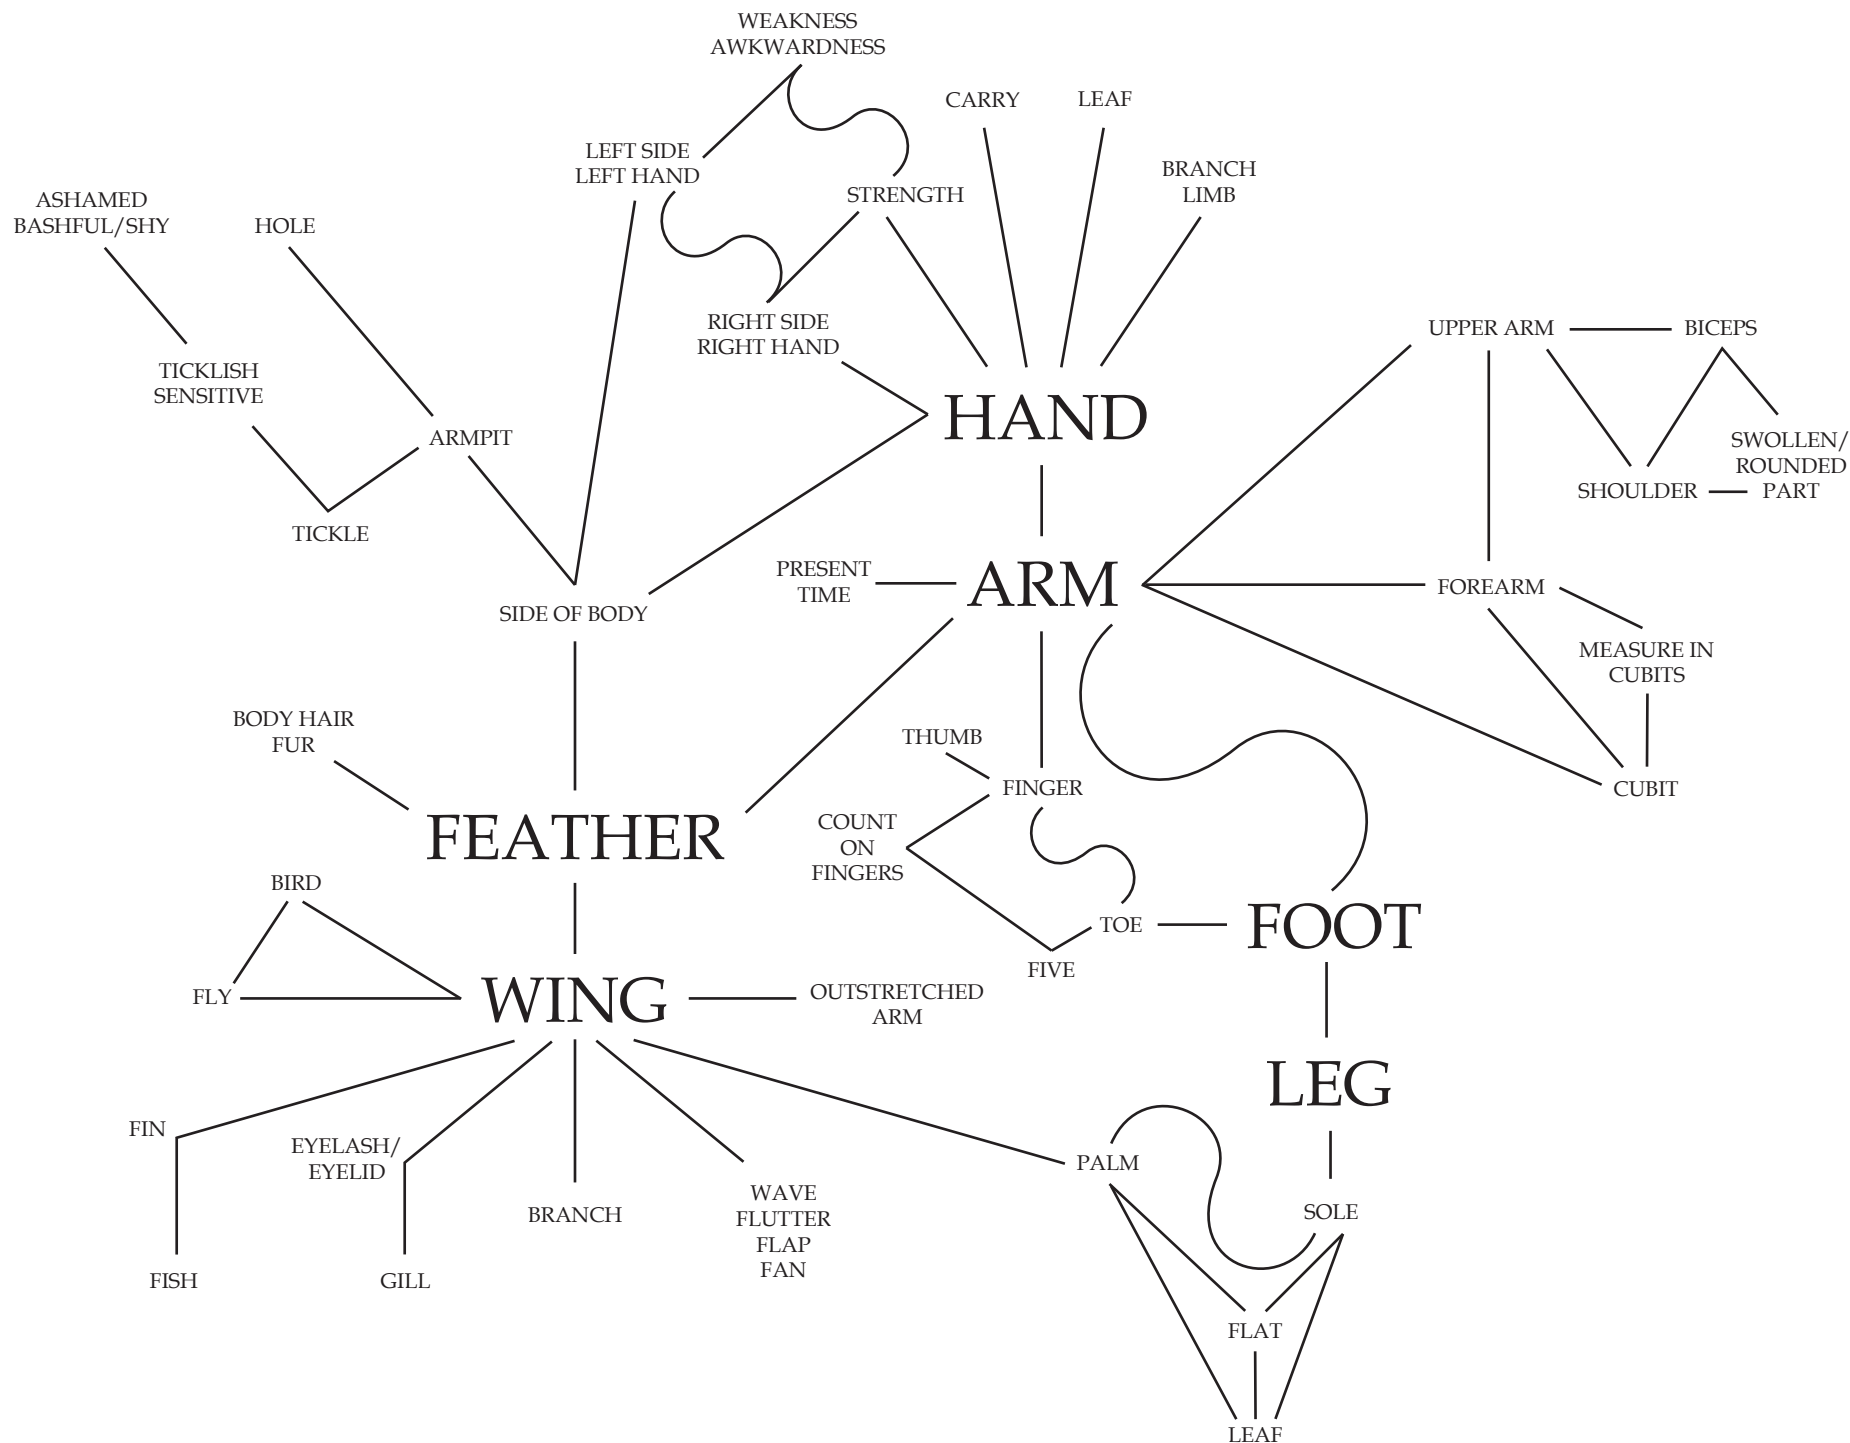 WEAKNESS
AWKWARDNESS
CARRY
LEAF
LEFT SIDE
LEFT HAND
STRENGTH
BRANCH
LIMB
ASHAMED
BASHFUL/SHY
HOLE
RIGHT SIDE
RIGHT HAND
UPPER ARM
BICEPS
TICKLISH
SENSITIVE
ARMPIT
HAND
SWOLLEN/
ROUNDED
PART
SHOULDER
TICKLE
PRESENT
TIME
ARM
FOREARM
SIDE OF BODY
MEASURE IN
CUBITS
BODY HAIR
FUR
THUMB
FINGER
CUBIT
FEATHER
COUNT
ON
FINGERS
BIRD
TOE
FOOT
FIVE
FLY
WING
OUTSTRETCHED
ARM
LEG
FIN
EYELASH/
EYELID
PALM
BRANCH
WAVE
FLUTTER
FLAP
FAN
SOLE
FISH
GILL
FLAT
LEAF